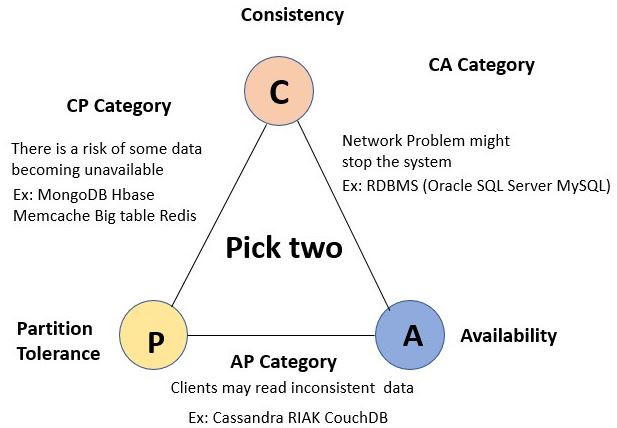 Consistency
CA Category
C
CP Category
There is a risk of some data
becoming unavailable
Ex: MongoDB Hbase
Memcache Big table Redis
Network Problem might
stop the system
Ex: RDBMS (Oracle SQL Server MySQL)
Pick two
Partition
Tolerance
P
A
Availability
AP Category
Clients may read inconsistent data
Ex: Cassandra RIAK CouchDB